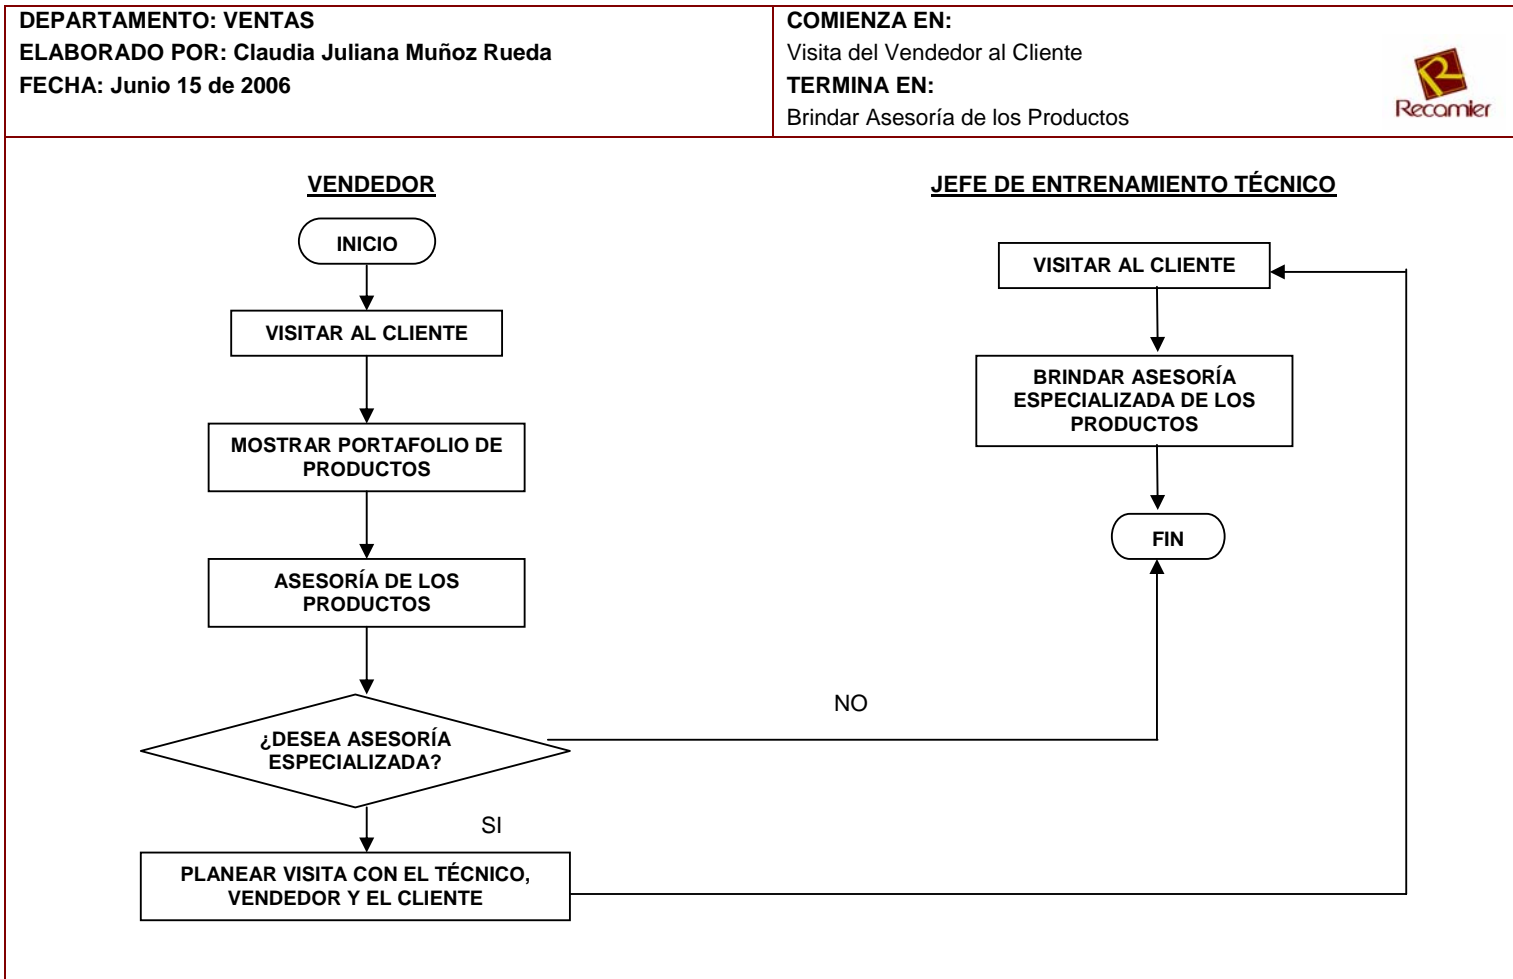 DEPARTAMENTO: VENTAS
ELABORADO POR: Claudia Juliana Muñoz Rueda
FECHA: Junio 15 de 2006
COMIENZA EN:
Visita del Vendedor al Cliente
TERMINA EN:
Brindar Asesoría de los Productos
Recamier
VENDEDOR
INICIO
VISITAR AL CLIENTE
MOSTRAR PORTAFOLIO DE
PRODUCTOS
ASESORÍA DE LOS
PRODUCTOS
¿DESEA ASESORÍA
ESPECIALIZADA?
NO
SI
PLANEAR VISITA CON EL TÉCNICO,
VENDEDOR Y EL CLIENTE
JEFE DE ENTRENAMIENTO TÉCNICO
VISITAR AL CLIENTE
BRINDAR ASESORÍA
ESPECIALIZADA DE LOS
PRODUCTOS
FIN